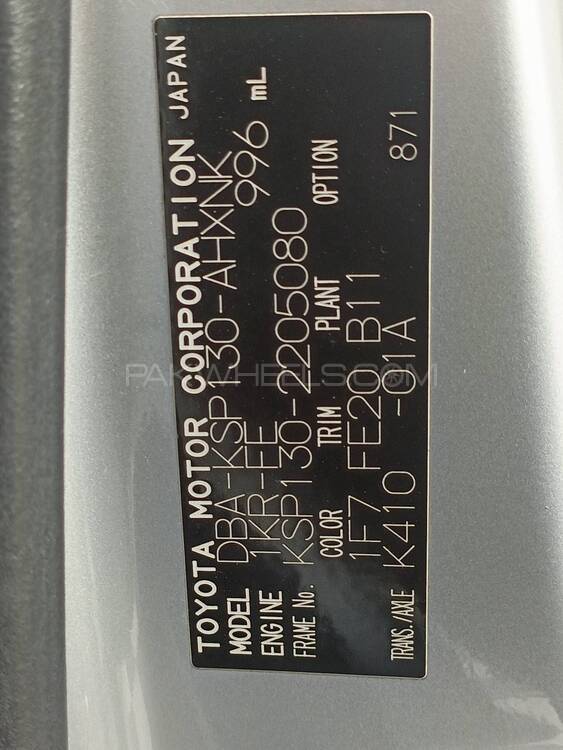 TOYOTA MOTOR CORPORATION JAPAN
MODEL DBA-KSP130-AHXNK
ENGINE 1KR-FE 996 mL
FRAME No. KSP130-2205080
COLOR TRIM PLANT OPTION
1F7 FE20 B11
TRANS./AXLE K410 -01A 871
PAKWHEELS.COM